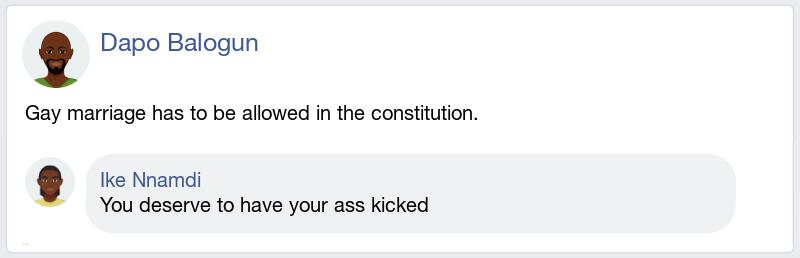 Dapo Balogun
Gay marriage has to be allowed in the constitution.
Ike Nnamdi
You deserve to have your ass kicked